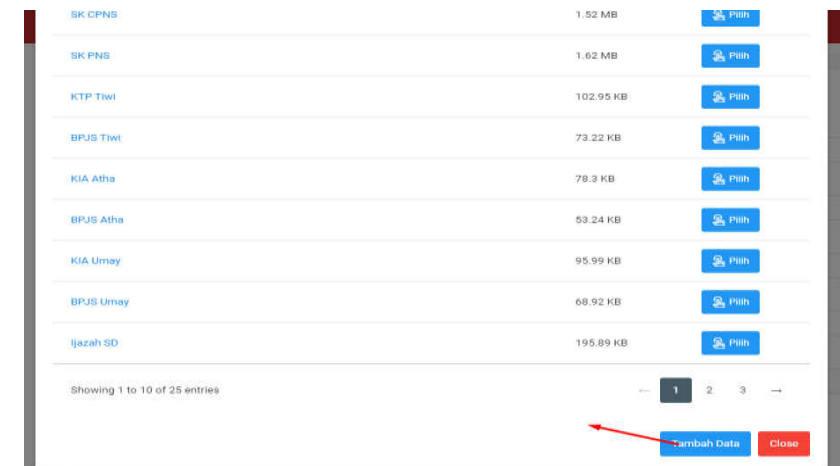 SK CPNS 1.52 MB Pilih
SK PNS 1.62 MB Pilih
KTP Tiwi 102.95 KB Pilih
BPJS Tiwi 73.22 KB Pilih
KIA Atha 78.3 KB Pilih
BPJS Atha 53.24 KB Pilih
KIA Umay 95.99 KB Pilih
BPJS Umay 68.92 KB Pilih
Ijazah SD 195.89 KB Pilih
Showing 1 to 10 of 25 entries ← 1 2 3 →
Tambah Data Close